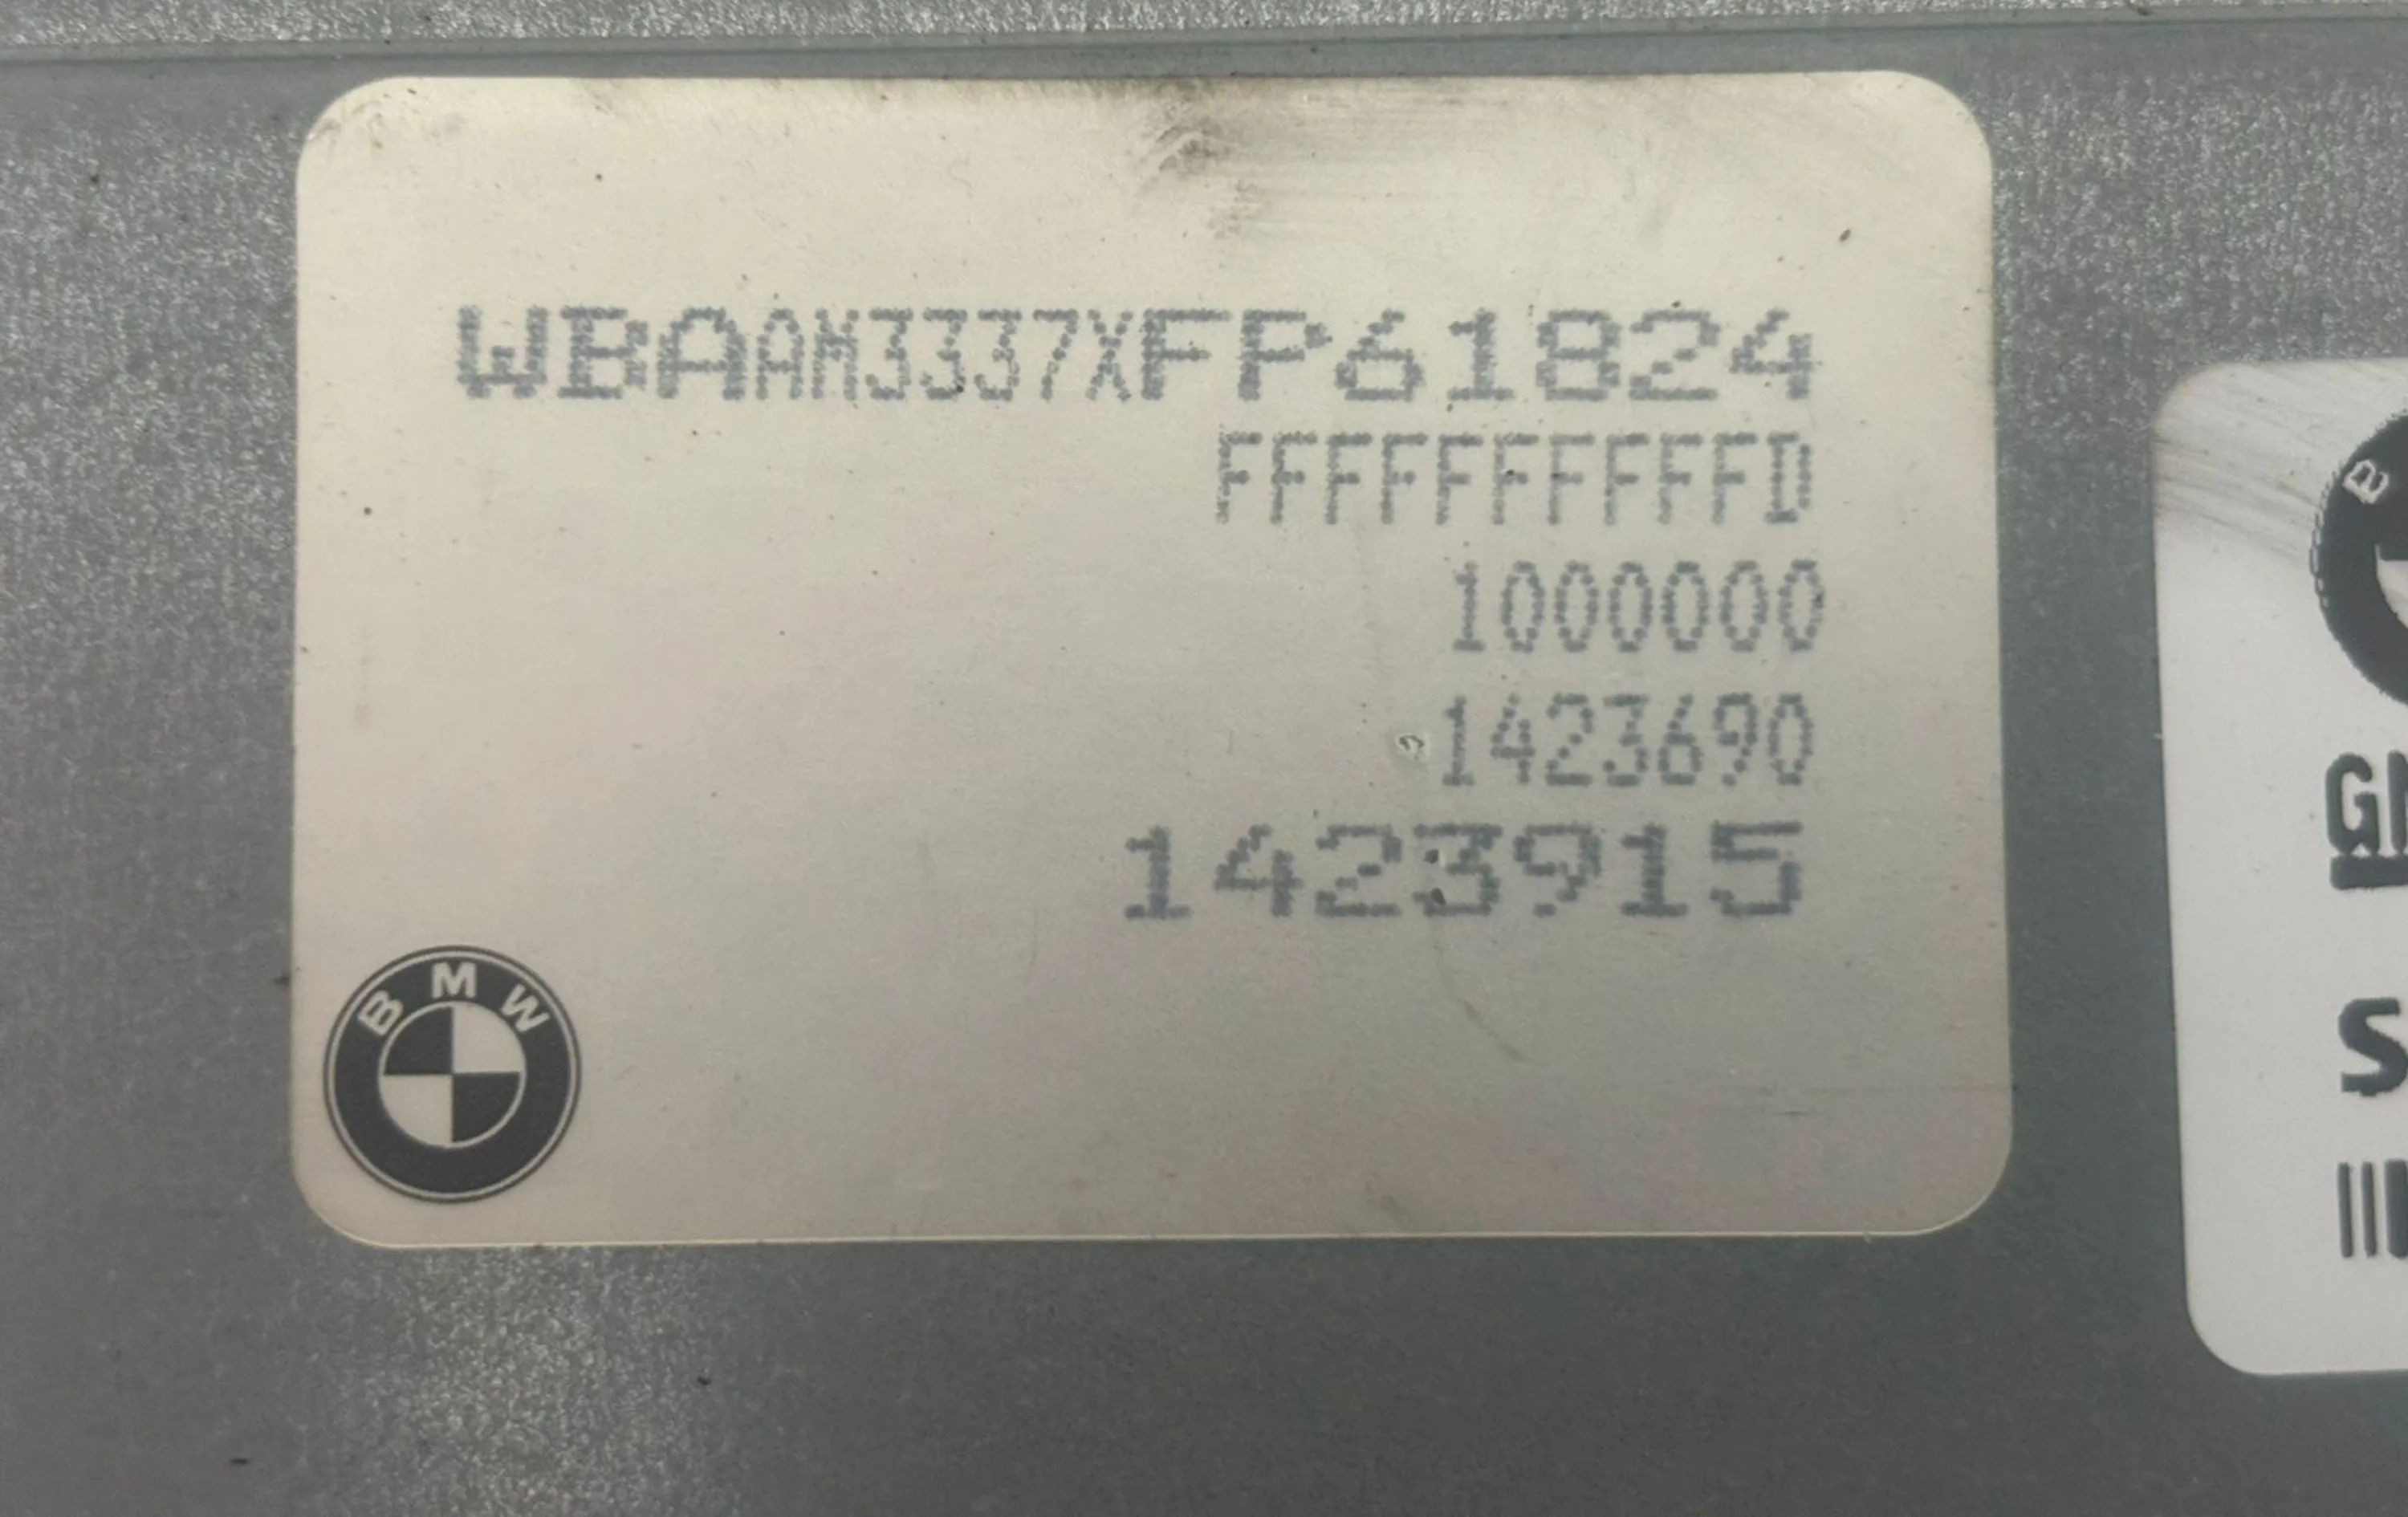 WBAAM3337XFP61824
FFFFFFFFFFD
1000000
1423690
1423915
BMW
B
S